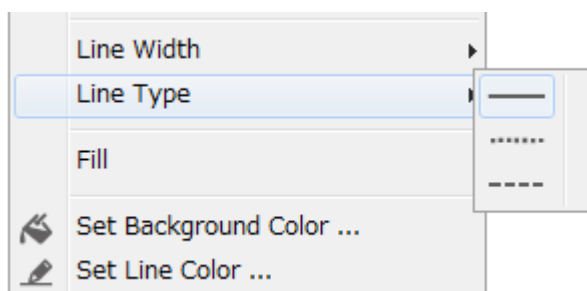 Line Width
Line Type
Fill
Set Background Color ...
Set Line Color ...